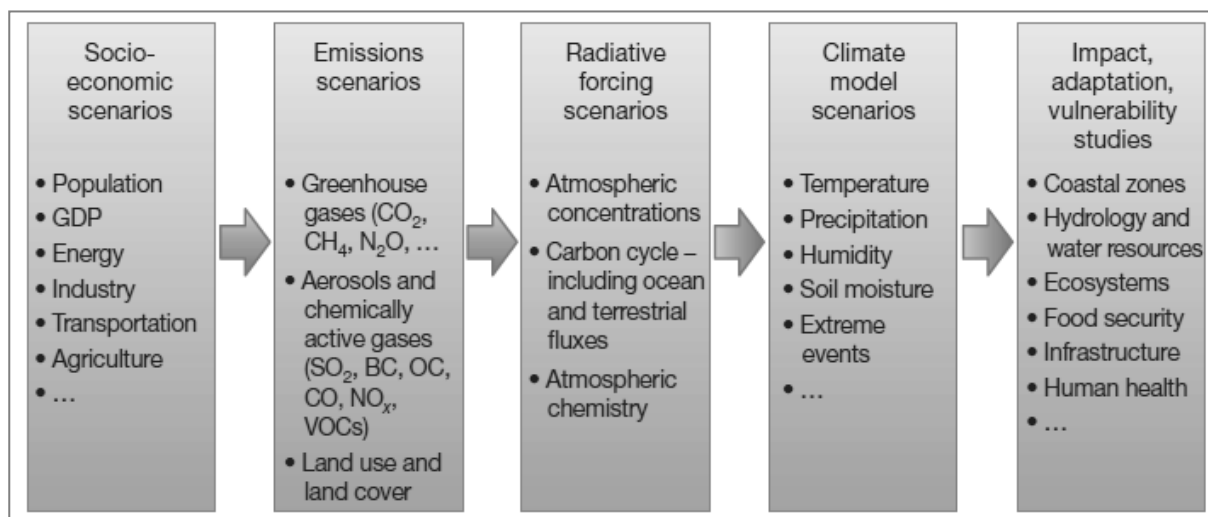 Socio-
economic
scenarios
• Population
• GDP
• Energy
• Industry
• Transportation
• Agriculture
• …
Emissions
scenarios
• Greenhouse
gases (CO₂,
CH₄, N₂O, …
• Aerosols and
chemically
active gases
(SO₂, BC, OC,
CO, NOₓ,
VOCs)
• Land use and
land cover
Radiative
forcing
scenarios
• Atmospheric
concentrations
• Carbon cycle –
including ocean
and terrestrial
fluxes
• Atmospheric
chemistry
Climate
model
scenarios
• Temperature
• Precipitation
• Humidity
• Soil moisture
• Extreme
events
• …
Impact,
adaptation,
vulnerability
studies
• Coastal zones
• Hydrology and
water resources
• Ecosystems
• Food security
• Infrastructure
• Human health
• …